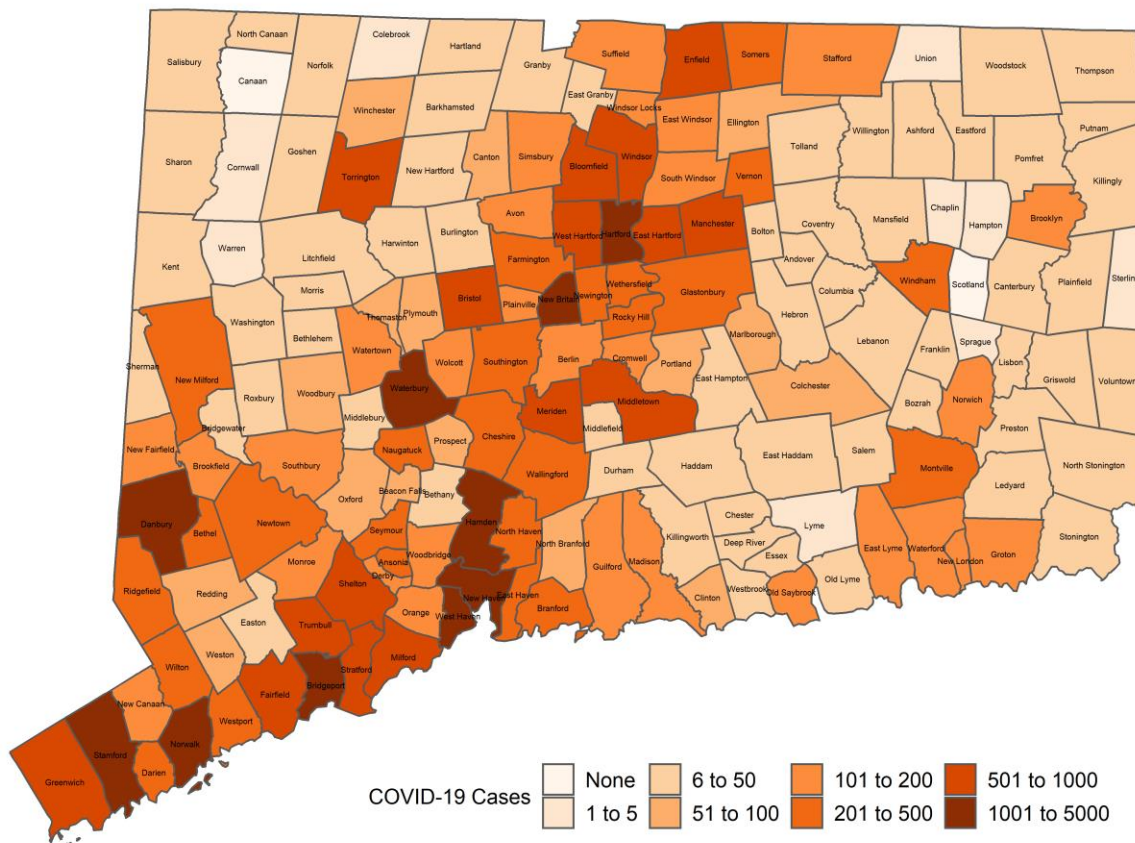 North Canaan
Colebrook
Hartland
Suffield
Enfield
Somers
Stafford
Union
Woodstock
Thompson
Salisbury
Canaan
Norfolk
Granby
East Granby
Winchester
Barkhamsted
Windsor Locks
East Windsor
Ellington
Willington
Ashford
Eastford
Putnam
Sharon
Cornwall
Goshen
Torrington
New Hartford
Canton
Simsbury
Bloomfield
Windsor
South Windsor
Vernon
Tolland
Pomfret
Killingly
Kent
Warren
Litchfield
Harwinton
Burlington
Avon
West Hartford
Hartford
East Hartford
Manchester
Bolton
Coventry
Mansfield
Chaplin
Hampton
Brooklyn
Morris
Farmington
Andover
Columbia
Windham
Scotland
Canterbury
Plainfield
Sterlin
Washington
Bethlehem
Thomaston
Plymouth
Bristol
Plainville
New Britain
Newington
Wethersfield
Rocky Hill
Glastonbury
Hebron
Lebanon
Franklin
Sprague
Lisbon
Griswold
Voluntown
Sherman
New Milford
Roxbury
Woodbury
Watertown
Waterbury
Wolcott
Southington
Berlin
Cromwell
Portland
Marlborough
East Hampton
Colchester
Bozrah
Norwich
Preston
Bridgewater
Middlebury
Naugatuck
Prospect
Cheshire
Meriden
Middletown
Middlefield
New Fairfield
Brookfield
Southbury
Oxford
Beacon Falls
Bethany
Wallingford
Durham
Haddam
East Haddam
Salem
Montville
Ledyard
North Stonington
Danbury
Bethel
Newtown
Seymour
Hamden
North Haven
Chester
Lyme
Ridgefield
Redding
Monroe
Ansonia
Derby
Woodbridge
North Branford
Guilford
Madison
Killingworth
Deep River
Essex
East Lyme
Waterford
New London
Groton
Stonington
Easton
Shelton
Orange
New Haven
East Haven
West Haven
Branford
Clinton
Westbrook
Old Saybrook
Old Lyme
Wilton
Weston
Trumbull
Stratford
Milford
Fairfield
Bridgeport
New Canaan
Westport
Greenwich
Stamford
Darien
Norwalk
COVID-19 Cases
None
1 to 5
6 to 50
51 to 100
101 to 200
201 to 500
501 to 1000
1001 to 5000